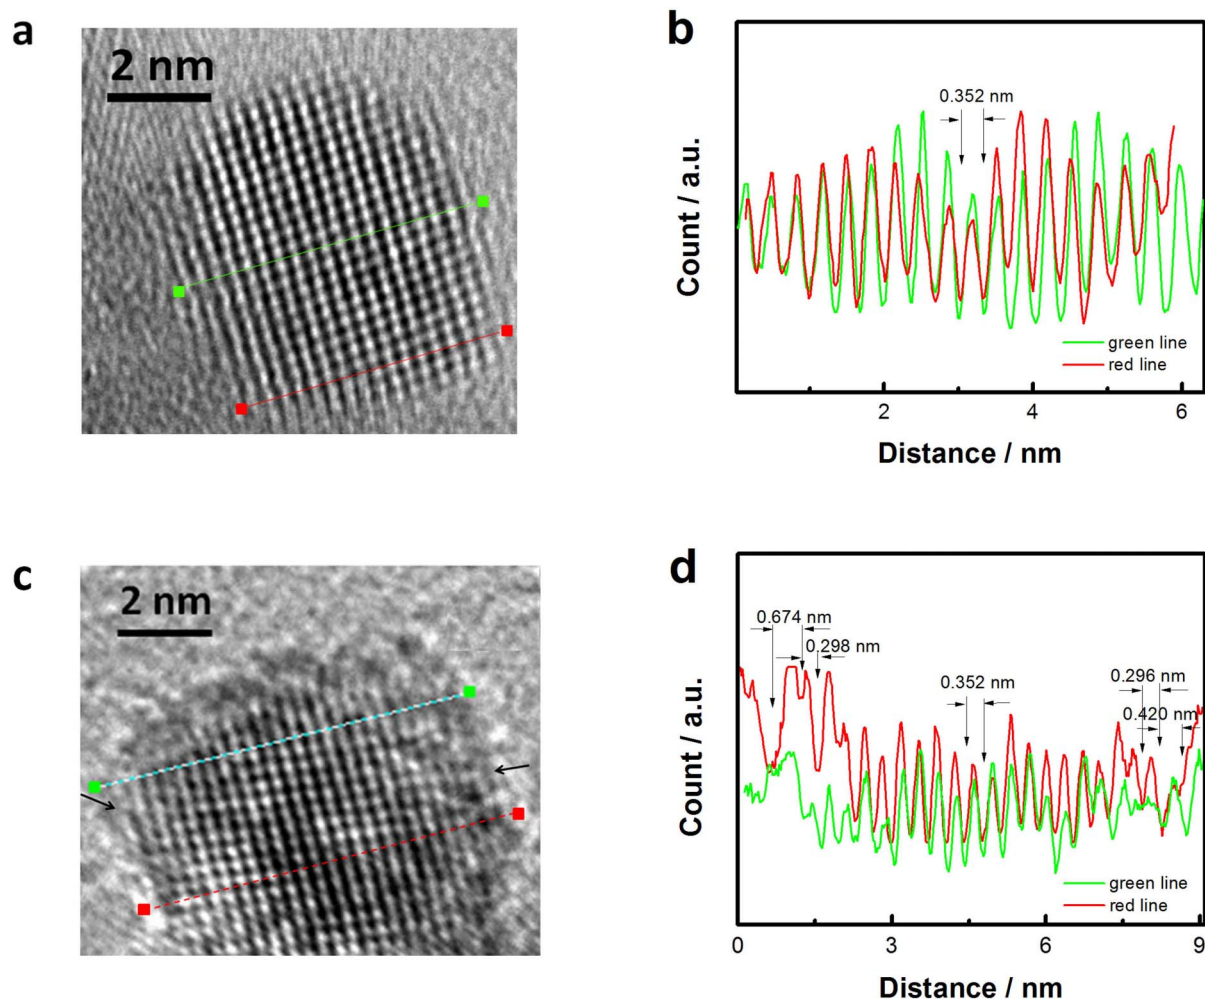 a
2 nm
b
0.352 nm
Count / a.u.
green line
red line
2
4
6
Distance / nm
c
2 nm
d
0.674 nm
0.298 nm
0.352 nm
0.296 nm
0.420 nm
Count / a.u.
green line
red line
0
3
6
9
Distance / nm